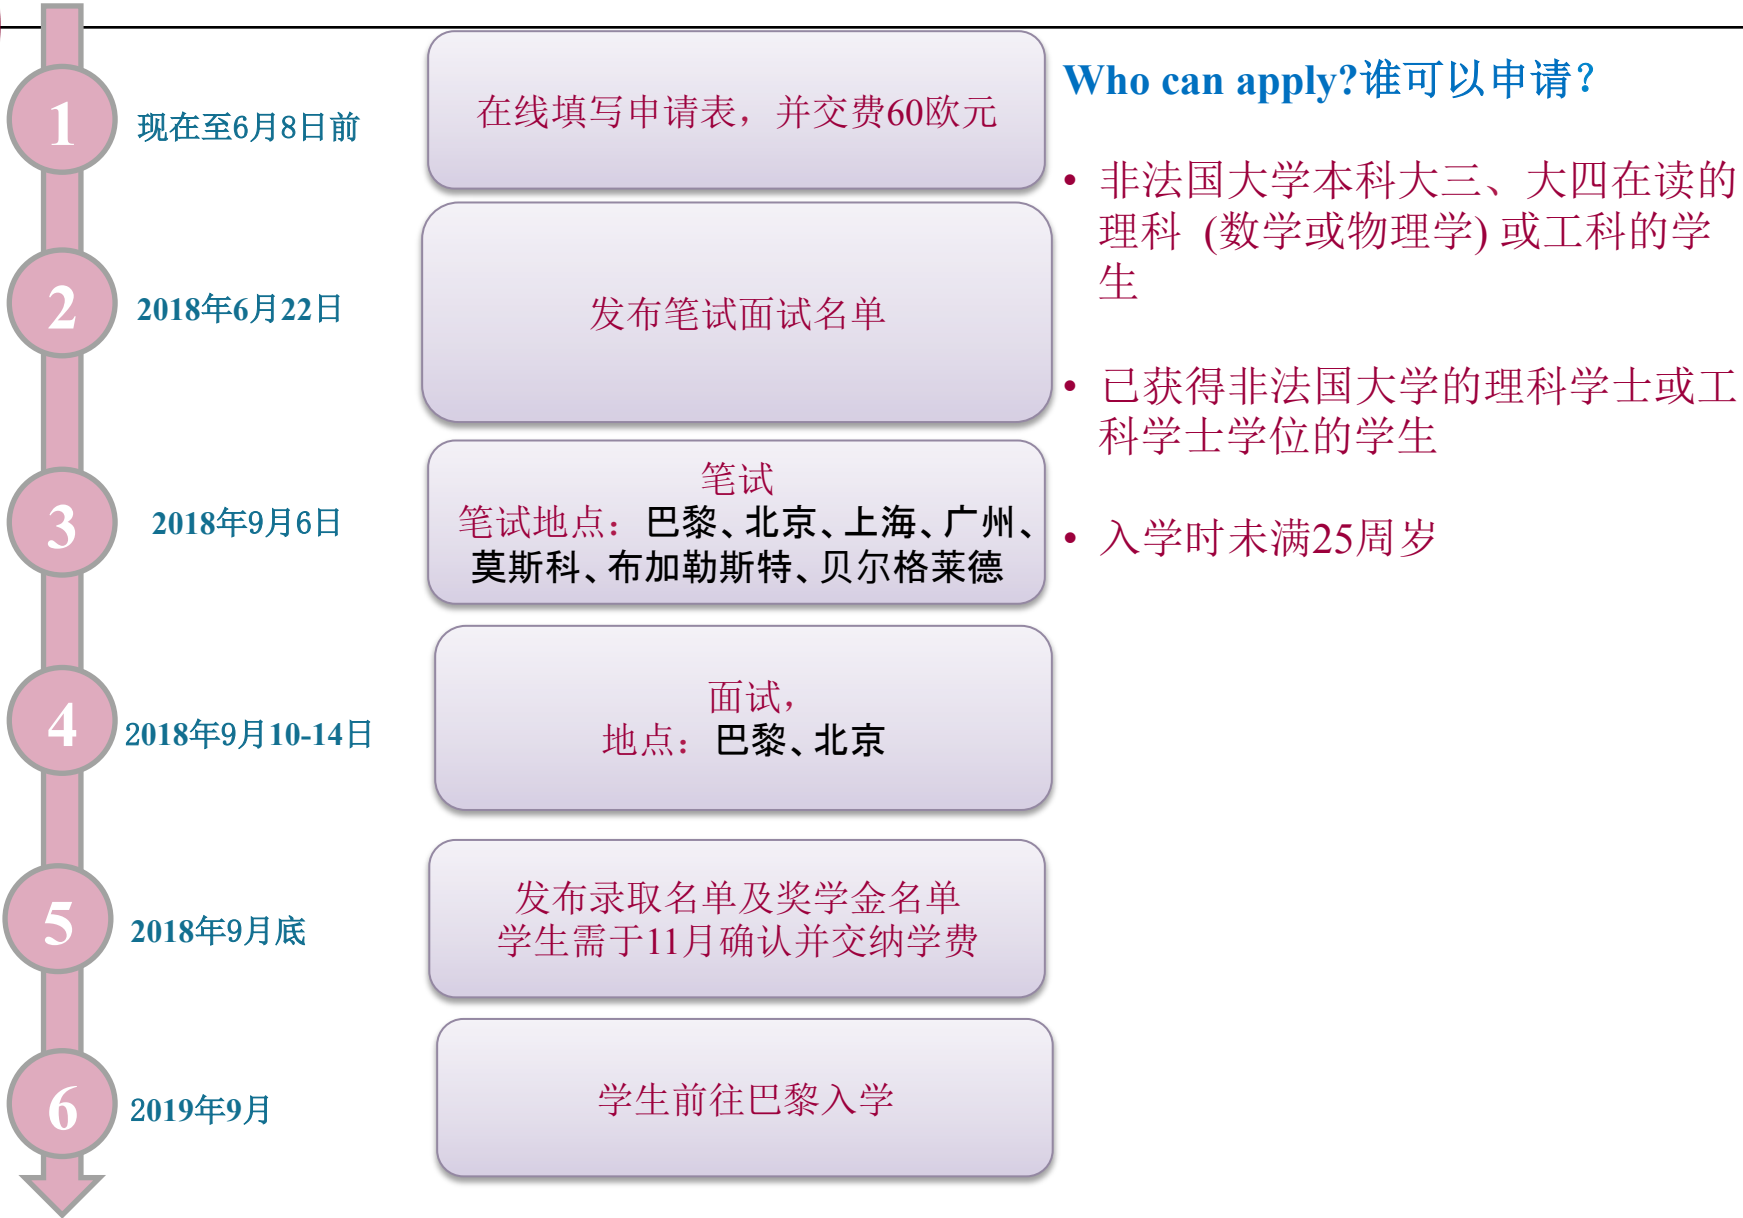 1
现在至6月8日前
在线填写申请表，并交费60欧元
2
2018年6月22日
发布笔试面试名单
3
2018年9月6日
笔试
笔试地点：巴黎、北京、上海、广州、
莫斯科、布加勒斯特、贝尔格莱德
4
2018年9月10-14日
面试，
地点：巴黎、北京
5
2018年9月底
发布录取名单及奖学金名单
学生需于11月确认并交纳学费
6
2019年9月
学生前往巴黎入学
Who can apply?谁可以申请？
• 非法国大学本科大三、大四在读的
理科 (数学或物理学) 或工科的学
生
• 已获得非法国大学的理科学士或工
科学士学位的学生
• 入学时未满25周岁